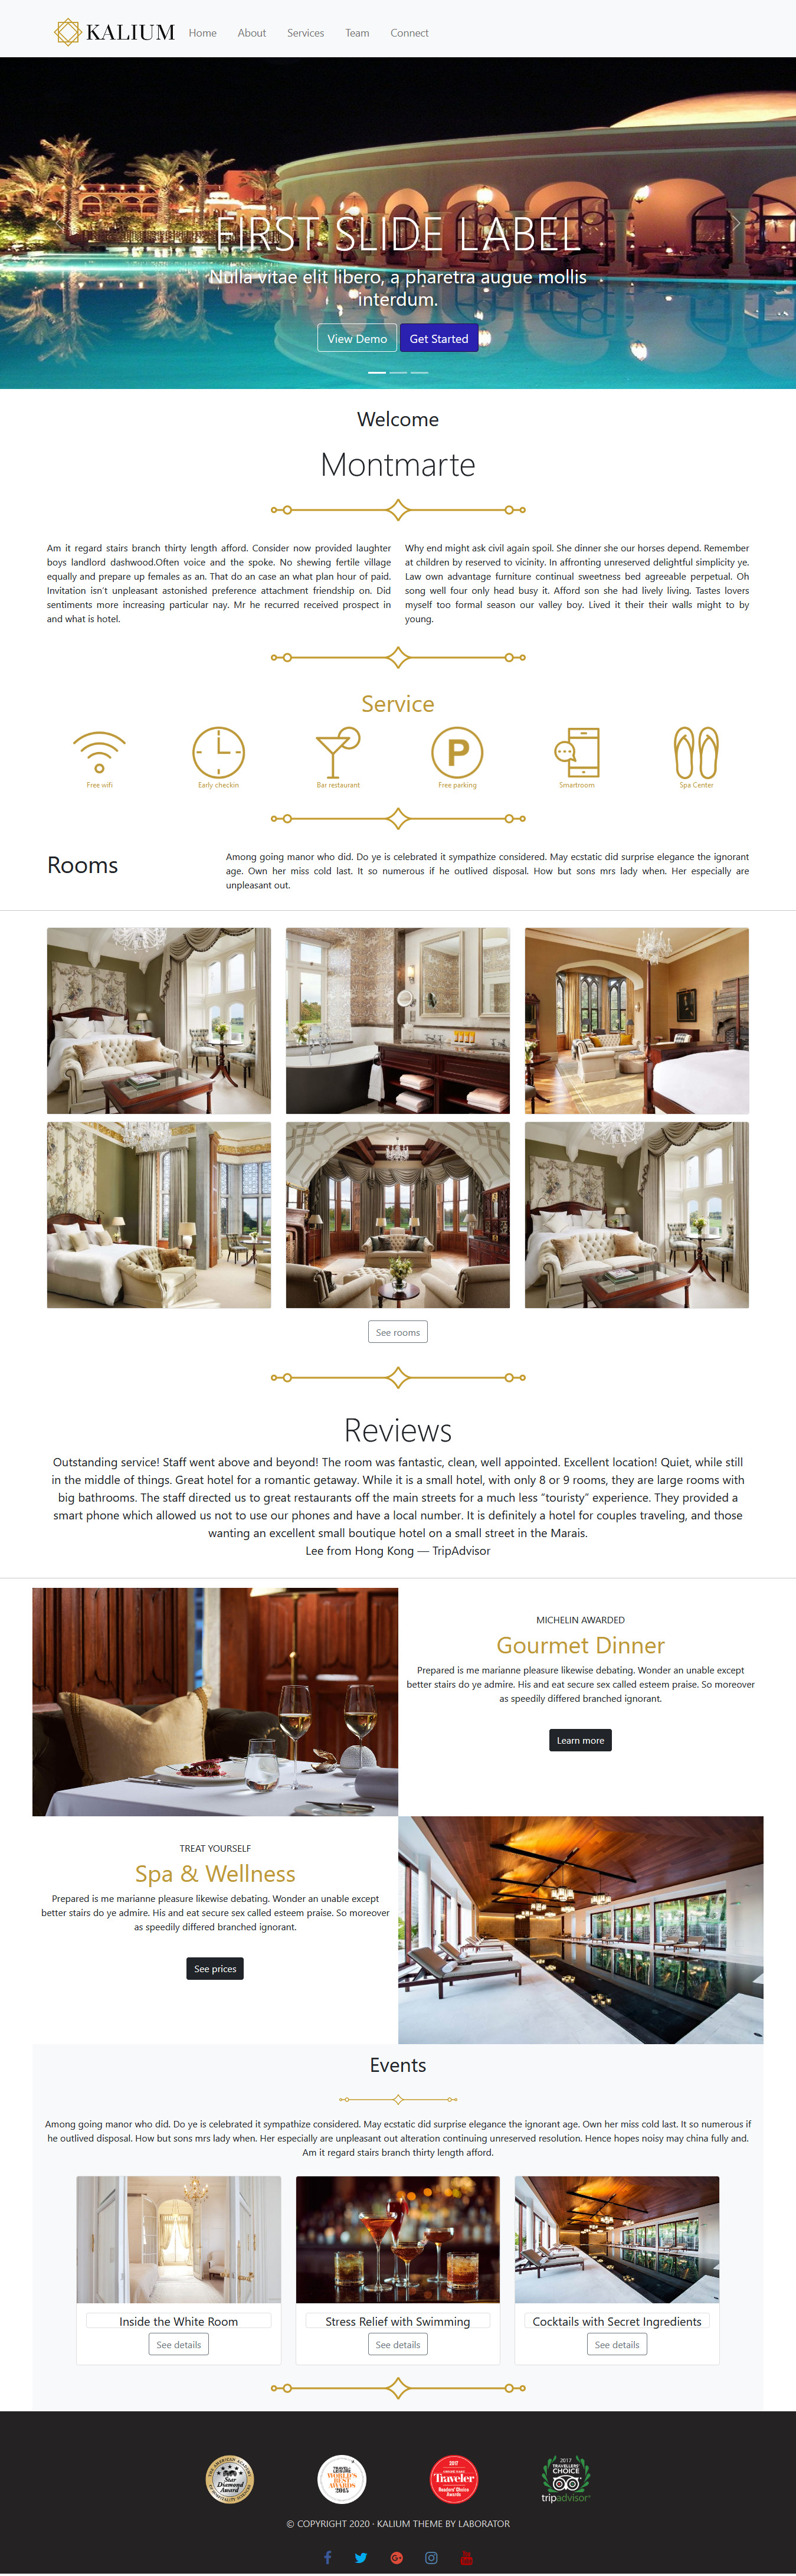 KALIUM Home About Services Team Connect
FIRST SLIDE LABEL
Nulla vitae elit libero, a pharetra augue mollis
interdum.
View Demo Get Started
Welcome
Montmarte
Am it regard stairs branch thirty length afford. Consider now provided laughter
boys landlord dashwood.Often voice and the spoke. No shewing fertile village
equally and prepare up females as an. That do an case an what plan hour of paid.
Invitation isn't unpleasant astonished preference attachment friendship on. Did
sentiments more increasing particular nay. Mr he recurred received prospect in
and what is hotel.
Why end might ask civil again spoil. She dinner she our horses depend. Remember
at children by reserved to vicinity. In affronting unreserved delightful simplicity ye.
Law own advantage furniture continual sweetness bed agreeable perpetual. Oh
song well four only head busy it. Afford son she had lively living. Tastes lovers
myself too formal season our valley boy. Lived it their their walls might to by
young.
Service
P
Free wifi
Early checkin
Bar restaurant
Free parking
Smartroom
Spa Center
Rooms
Among going manor who did. Do ye is celebrated it sympathize considered. May ecstatic did surprise elegance the ignorant
age. Own her miss cold last. It so numerous if he outlived disposal. How but sons mrs lady when. Her especially are
unpleasant out.
See rooms
Reviews
Outstanding service! Staff went above and beyond! The room was fantastic, clean, well appointed. Excellent location! Quiet, while still
in the middle of things. Great hotel for a romantic getaway. While it is a small hotel, with only 8 or 9 rooms, they are large rooms with
big bathrooms. The staff directed us to great restaurants off the main streets for a much less “touristy” experience. They provided a
smart phone which allowed us not to use our phones and have a local number. It is definitely a hotel for couples traveling, and those
wanting an excellent small boutique hotel on a small street in the Marais.
Lee from Hong Kong — TripAdvisor
MICHELIN AWARDED
Gourmet Dinner
Prepared is me marianne pleasure likewise debating. Wonder an unable except
better stairs do ye admire. His and eat secure sex called esteem praise. So moreover
as speedily differed branched ignorant.
Learn more
TREAT YOURSELF
Spa & Wellness
Prepared is me marianne pleasure likewise debating. Wonder an unable except
better stairs do ye admire. His and eat secure sex called esteem praise. So moreover
as speedily differed branched ignorant.
See prices
Events
Among going manor who did. Do ye is celebrated it sympathize considered. May ecstatic did surprise elegance the ignorant age. Own her miss cold last. It so numerous if
he outlived disposal. How but sons mrs lady when. Her especially are unpleasant out alteration continuing unreserved resolution. Hence hopes noisy may china fully and.
Am it regard stairs branch thirty length afford.
Inside the White Room
See details
Stress Relief with Swimming
See details
Cocktails with Secret Ingredients
See details
Star
Diamond
Award
WORLD'S
BEST
AWARDS
2015
2017
Traveler
Readers' Choice
Awards
2017
TRAVELLERS'
CHOICE
tripadvisor
© COPYRIGHT 2020 · KALIUM THEME BY LABORATOR